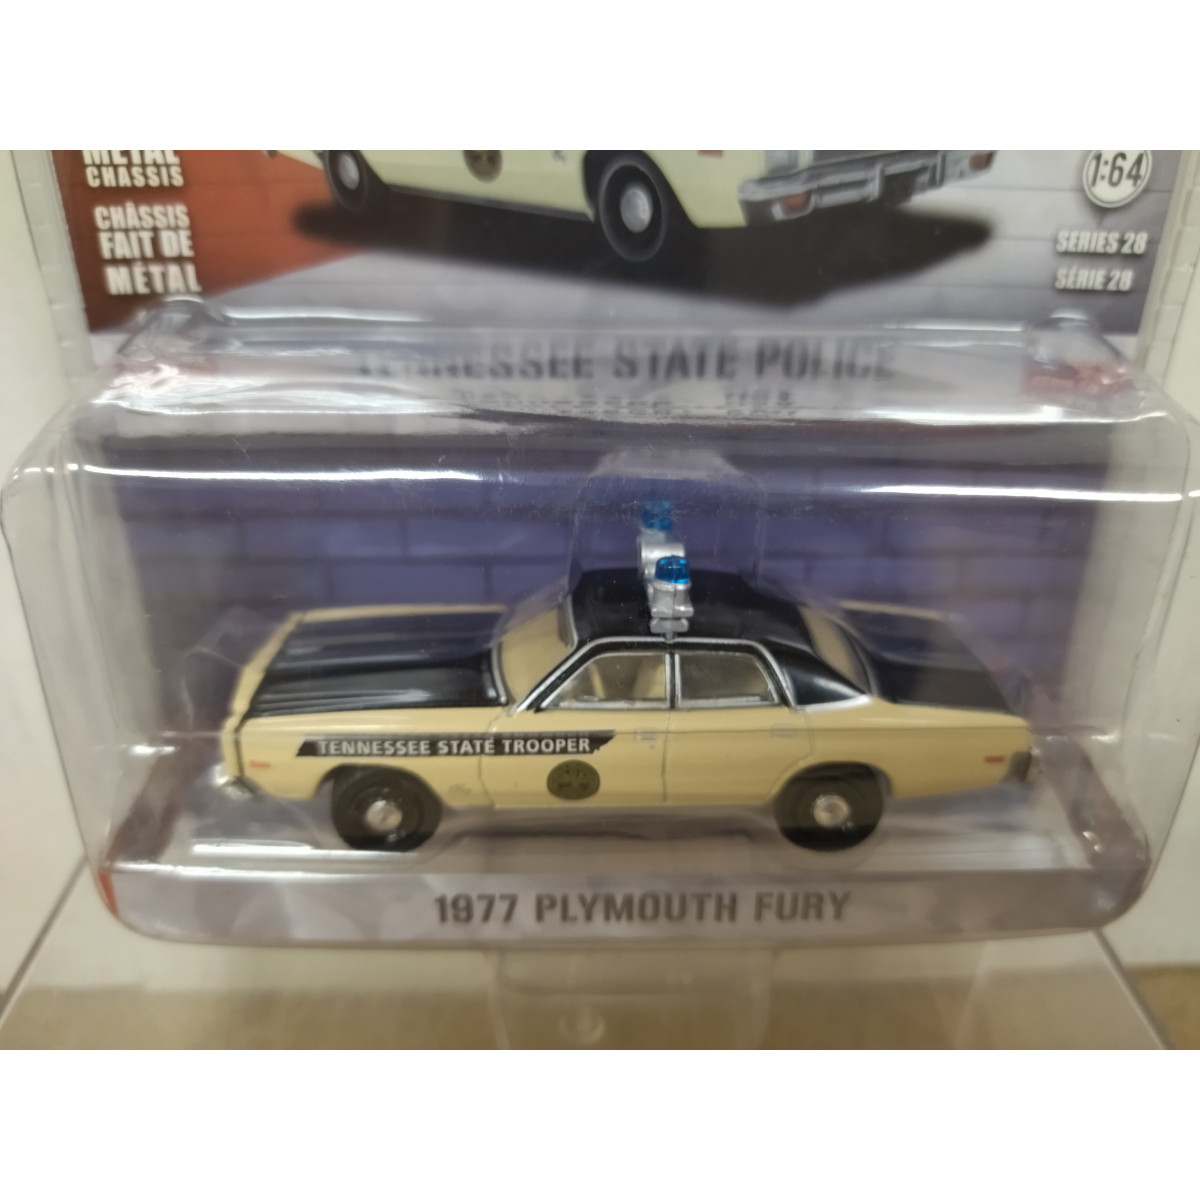 METAL
CHASSIS
CHÂSSIS
FAIT DE
MÉTAL
1:64
SERIES 28
SÉRIE 28
TENNESSEE STATE POLICE
TENNESSEE STATE TROOPER
1977 PLYMOUTH FURY